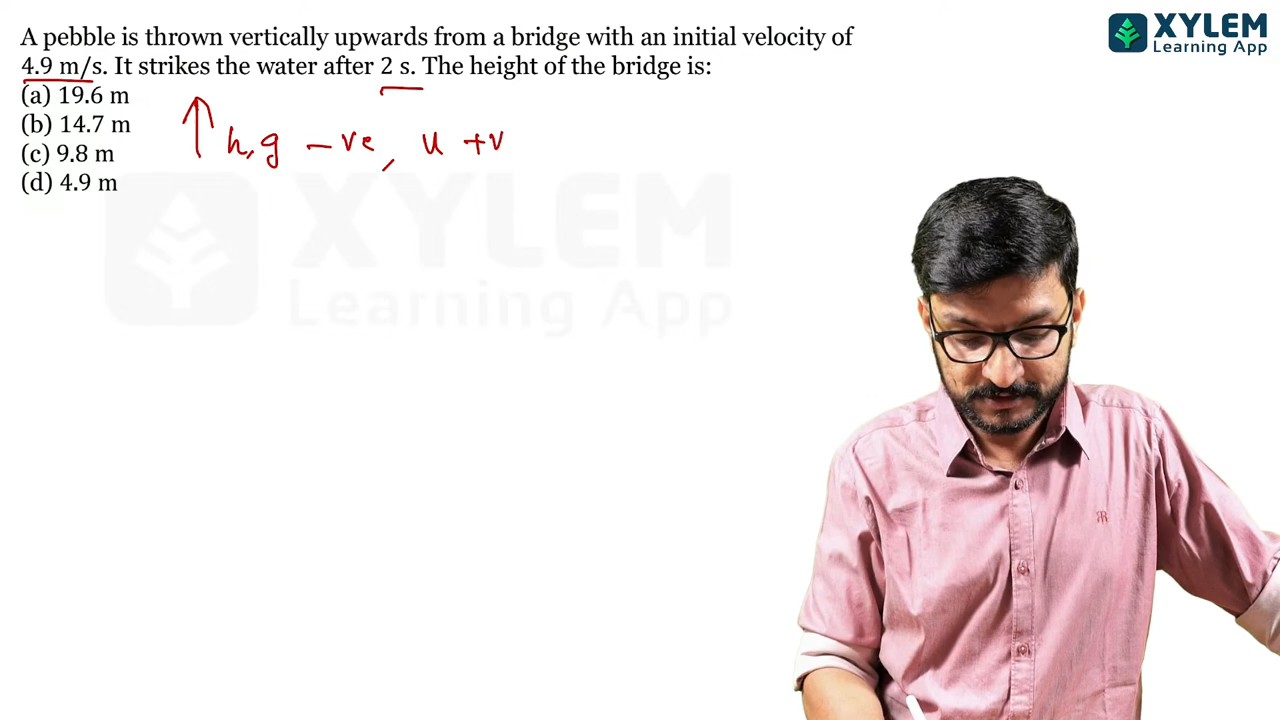 A pebble is thrown vertically upwards from a bridge with an initial velocity of
4.9 m/s. It strikes the water after 2 s. The height of the bridge is:
(a) 19.6 m
(b) 14.7 m
(c) 9.8 m
(d) 4.9 m
h, g -ve, u +v
XYLEM
Learning App
XYLEM
Learning App